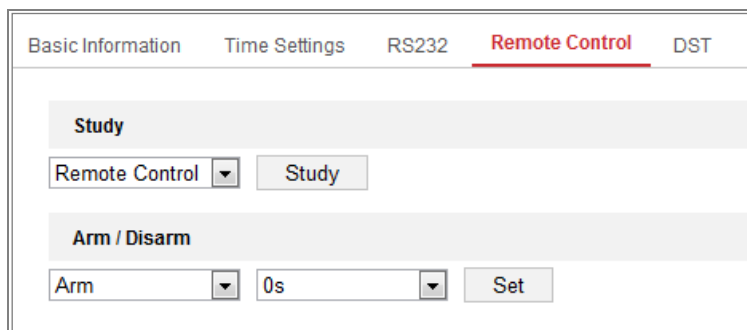 Basic Information Time Settings RS232 Remote Control DST
Study
Remote Control Study
Arm / Disarm
Arm 0s Set